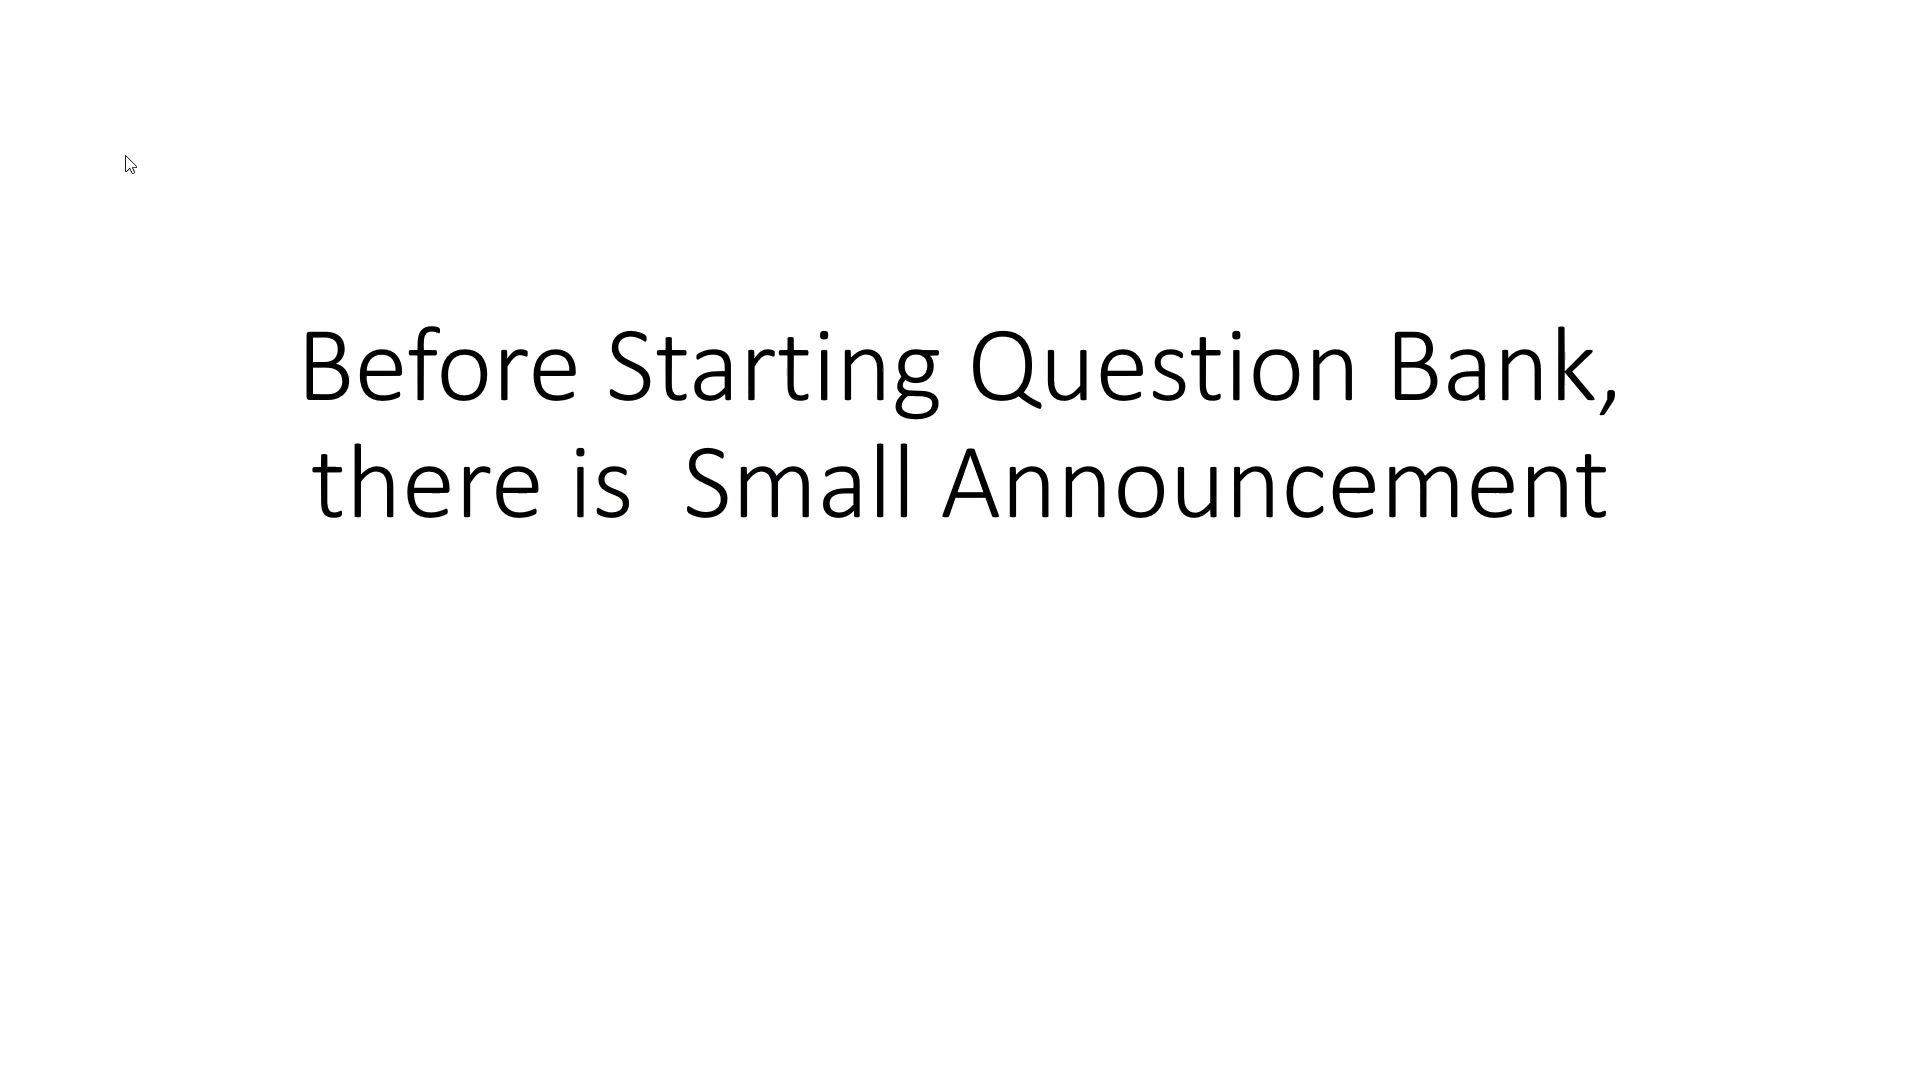 Before Starting Question Bank,
there is  Small Announcement